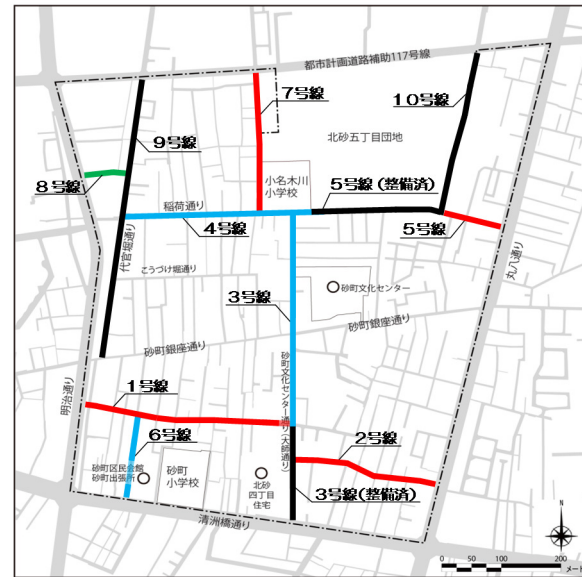 都市計画道路補助117号線
7号線
10号線
9号線
北砂五丁目団地
8号線
小名木川
小学校
5号線(整備済)
稲荷通り
4号線
5号線
代官堀通り
丸八通り
こうづけ堀通り
3号線
砂町文化センター
砂町銀座通り
砂町銀座通り
明治通り
1号線
砂町文化センター通り(大師通り)
2号線
6号線
砂町区民会館
砂町出張所
砂町
小学校
北砂
四丁目
住宅
3号線(整備済)
清洲橋通り
N
0 50 100 200
メート